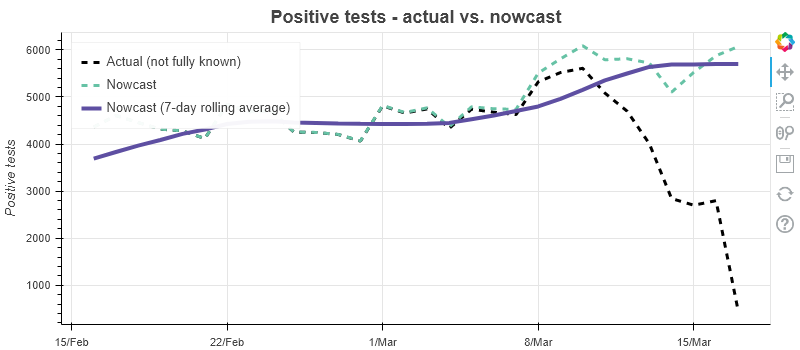 Positive tests - actual vs. nowcast
Actual (not fully known)
Nowcast
Nowcast (7-day rolling average)
Positive tests
6000
5000
4000
3000
2000
1000
15/Feb
22/Feb
1/Mar
8/Mar
15/Mar